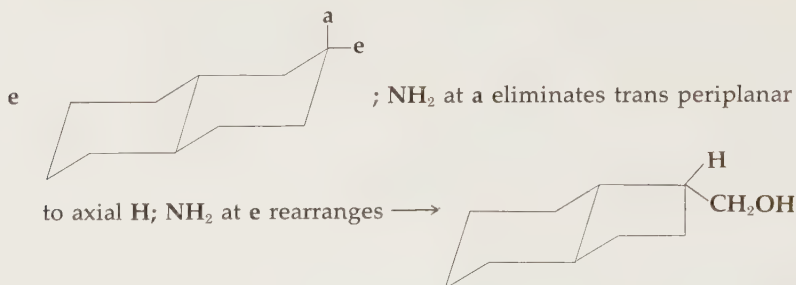 a
e
e ; NH₂ at a eliminates trans periplanar
H
to axial H; NH₂ at e rearranges ⟶
CH₂OH